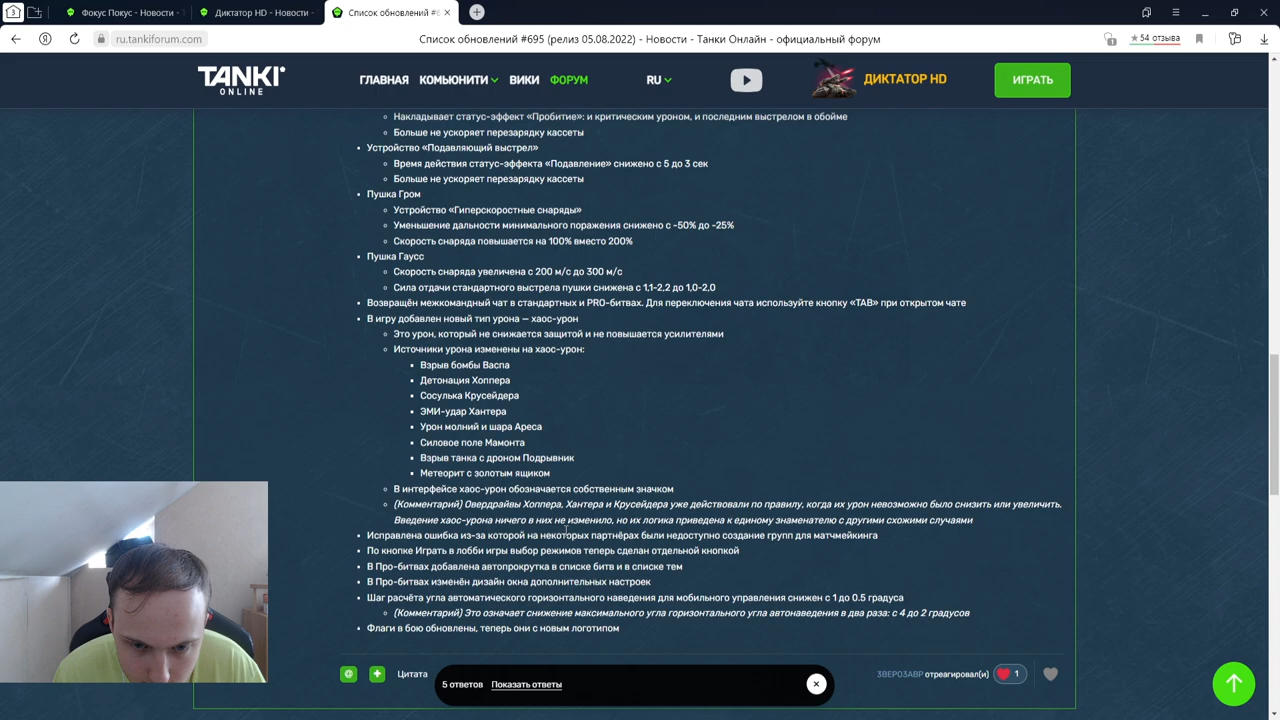 3
Фокус Покус - Новости -
Диктатор HD - Новости -
Список обновлений #6
ru.tankiforum.com
Список обновлений #695 (релиз 05.08.2022) - Новости - Танки Онлайн - официальный форум
54 отзыва
TANKI ONLINE
ГЛАВНАЯ
КОМЬЮНИТИ
ВИКИ
ФОРУМ
RU
ДИКТАТОР HD
ИГРАТЬ
Накладывает статус-эффект «Пробитие»: и критическим уроном, и последним выстрелом в обойме
Больше не ускоряет перезарядку кассеты
Устройство «Подавляющий выстрел»
Время действия статус-эффекта «Подавление» снижено с 5 до 3 сек
Больше не ускоряет перезарядку кассеты
Пушка Гром
Устройство «Гиперскоростные снаряды»
Уменьшение дальности минимального поражения снижено с -50% до -25%
Скорость снаряда повышается на 100% вместо 200%
Пушка Гаусс
Скорость снаряда увеличена с 200 м/с до 300 м/с
Сила отдачи стандартного выстрела пушки снижена с 1,1-2,2 до 1,0-2,0
Возвращён межкомандный чат в стандартных и PRO-битвах. Для переключения чата используйте кнопку «TAB» при открытом чате
В игру добавлен новый тип урона — хаос-урон
Это урон, который не снижается защитой и не повышается усилителями
Источники урона изменены на хаос-урон:
Взрыв бомбы Васпа
Детонация Хоппера
Сосулька Крусейдера
ЭМИ-удар Хантера
Урон молний и шара Ареса
Силовое поле Мамонта
Взрыв танка с дроном Подрывник
Метеорит с золотым ящиком
В интерфейсе хаос-урон обозначается собственным значком
(Комментарий) Овердрайвы Хоппера, Хантера и Крусейдера уже действовали по правилу, когда их урон невозможно было снизить или увеличить.
Введение хаос-урона ничего в них не изменило, но их логика приведена к единому знаменателю с другими схожими случаями
Исправлена ошибка из-за которой на некоторых партнёрах были недоступно создание групп для матчмейкинга
По кнопке Играть в лобби игры выбор режимов теперь сделан отдельной кнопкой
В Про-битвах добавлена автопрокрутка в списке битв и в списке тем
В Про-битвах изменён дизайн окна дополнительных настроек
Шаг расчёта угла автоматического горизонтального наведения для мобильного управления снижен с 1 до 0.5 градуса
(Комментарий) Это означает снижение максимального угла горизонтального угла автонаведения в два раза: с 4 до 2 градусов
Флаги в бою обновлены, теперь они с новым логотипом
Цитата
5 ответов Показать ответы
ЗВЕРОЗАВР отреагировал(и)
1